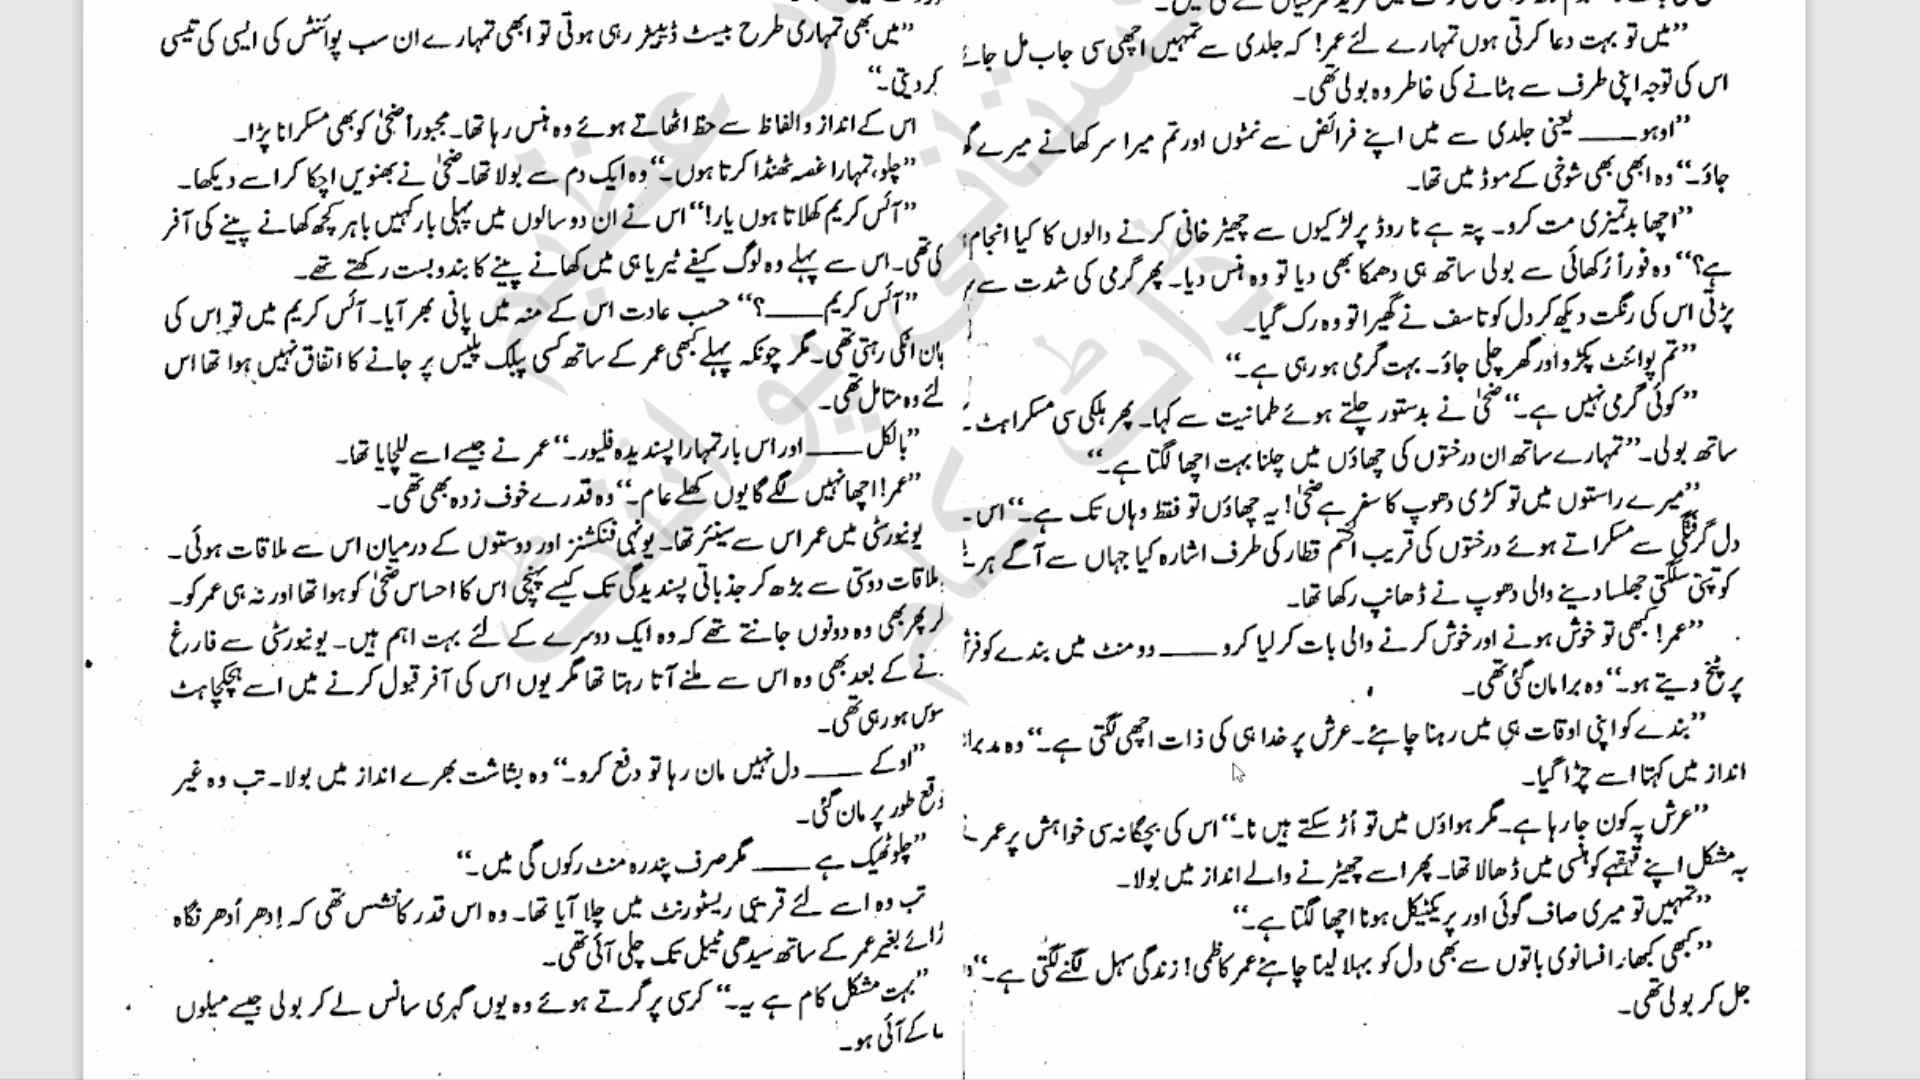 ”میں تو بہت دعا کرتی ہوں تمہارے لئے عمر! کہ جلدی سے تمہیں اچھی سی جاب مل جائے
اس کی توجہ اپنی طرف سے ہٹانے کی خاطر وہ بولی تھی۔
”اوہو____ یعنی جلدی سے میں اپنے فرائض سے نمٹوں اور تم میرا سر کھانے میرے
جاؤ۔“ وہ ابھی بھی شوخی کے موڈ میں تھا۔
”اچھا بدتمیزی مت کرو۔ پتہ ہے نا روڈ پر لڑکیوں سے چھیڑ خانی کرنے والوں کا کیا انجام
ہے؟“ وہ فوراً رُکھائی سے بولی ساتھ ہی دھمکا بھی دیا تو وہ ہنس دیا۔ پھر گرمی کی شدت سے
پڑتی اس کی رنگت دیکھ کر دل کو تاسف نے گھیرا تو وہ رک گیا۔
”تم پوائنٹ پکڑو اور گھر چلی جاؤ۔ بہت گرمی ہو رہی ہے۔“
”کوئی گرمی نہیں ہے۔“ ضحیٰ نے بدستور چلتے ہوئے طمانیت سے کہا۔ پھر ہلکی سی مسکراہٹ
ساتھ بولی۔ ”تمہارے ساتھ ان درختوں کی چھاؤں میں چلنا بہت اچھا لگتا ہے۔“
”میرے راستوں میں تو کڑی دھوپ کا سفر ہے ضحیٰ! یہ چھاؤں تو فقط وہاں تک ہے۔“ اس
دل گرفتگی سے مسکراتے ہوئے درختوں کی قریب الختم قطار کی طرف اشارہ کیا جہاں سے آگے ہر
کو تپتی سلگتی جھلسا دینے والی دھوپ نے ڈھانپ رکھا تھا۔
”عمر! کبھی تو خوش ہونے اور خوش کرنے والی بات کر لیا کرو____ دو منٹ میں بندے کو
پر پٹخ دیتے ہو۔“ وہ برا مان گئی تھی۔
”بندے کو اپنی اوقات ہی میں رہنا چاہئے۔ عرش پر خدا ہی کی ذات اچھی لگتی ہے۔“ وہ
انداز میں کہتا اسے چڑا گیا۔
”عرش پہ کون جا رہا ہے۔ مگر ہواؤں میں تو اُڑ سکتے ہیں نا۔“ اس کی بچگانہ سی خواہش پر عمر
بہ مشکل اپنے قہقہے کو ہنسی میں ڈھالا تھا۔ پھر اسے چھیڑنے والے انداز میں بولا۔
”تمہیں تو میری صاف گوئی اور پریکٹیکل ہونا اچھا لگتا ہے۔“
”کبھی کبھار افسانوی باتوں سے بھی دل کو بہلا لینا چاہئے عمر کاظمی! زندگی سہل لگنے لگتی ہے۔“
جل کر بولی تھی۔
”میں بھی تمہاری طرح بیسٹ ڈبیٹر رہی ہوتی تو ابھی تمہارے ان سب پوائنٹس کی ایسی کی تیسی
کر دیتی۔“
اس کے انداز و الفاظ سے حظ اٹھاتے ہوئے وہ ہنس رہا تھا۔ مجبوراً ضحیٰ کو بھی مسکرانا پڑا۔
”چلو، تمہارا غصہ ٹھنڈا کرتا ہوں۔“ وہ ایک دم سے بولا تھا۔ ضحیٰ نے بھنویں اچکا کر اسے دیکھا۔
”آئس کریم کھلاتا ہوں یار!“ اس نے ان دو سالوں میں پہلی بار کہیں باہر کچھ کھانے پینے کی آفر
کی تھی۔ اس سے پہلے وہ لوگ کیفے ٹیریا ہی میں کھانے پینے کا بندوبست رکھتے تھے۔
”آئس کریم____؟“ حسب عادت اس کے منہ میں پانی بھر آیا۔ آئس کریم میں تو اس کی
اٹکی رہتی تھی۔ مگر چونکہ پہلے کبھی عمر کے ساتھ کسی پبلک پلیس پر جانے کا اتفاق نہیں ہوا تھا اس
لئے وہ متامل تھی۔
”بالکل____ اور اس بار تمہارا پسندیدہ فلیور۔“ عمر نے جیسے اسے للچایا تھا۔
”عمر! اچھا نہیں لگے گا یوں کھلے عام۔“ وہ قدرے خوف زدہ بھی تھی۔
یونیورسٹی میں عمر اس سے سینئر تھا۔ یونہی فنکشنز اور دوستوں کے درمیان اس سے ملاقات ہوئی۔
ملاقات دوستی سے بڑھ کر جذباتی پسندیدگی تک کیسے پہنچی اس کا احساس ضحیٰ کو ہوا تھا اور نہ ہی عمر کو۔
پھر بھی وہ دونوں جانتے تھے کہ وہ ایک دوسرے کے لئے بہت اہم ہیں۔ یونیورسٹی سے فارغ
نے کے بعد بھی وہ اس سے ملنے آتا رہتا تھا مگر یوں اس کی آفر قبول کرنے میں اسے ہچکچاہٹ
سوس ہو رہی تھی۔
”اوکے____ دل نہیں مان رہا تو دفع کرو۔“ وہ بشاشت بھرے انداز میں بولا۔ تب وہ غیر
قع طور پر مان گئی۔
”چلو ٹھیک ہے____ مگر صرف پندرہ منٹ رکوں گی میں۔“
تب وہ اسے لئے قریبی ریسٹورنٹ میں چلا آیا تھا۔ وہ اس قدر کانشس تھی کہ اِدھر اُدھر نگاہ
بغیر عمر کے ساتھ سیدھی ٹیبل تک چلی آئی تھی۔
”بہت مشکل کام ہے یہ۔“ کرسی پر گرتے ہوئے وہ یوں گہری سانس لے کر بولی جیسے میلوں
کے آئی ہو۔